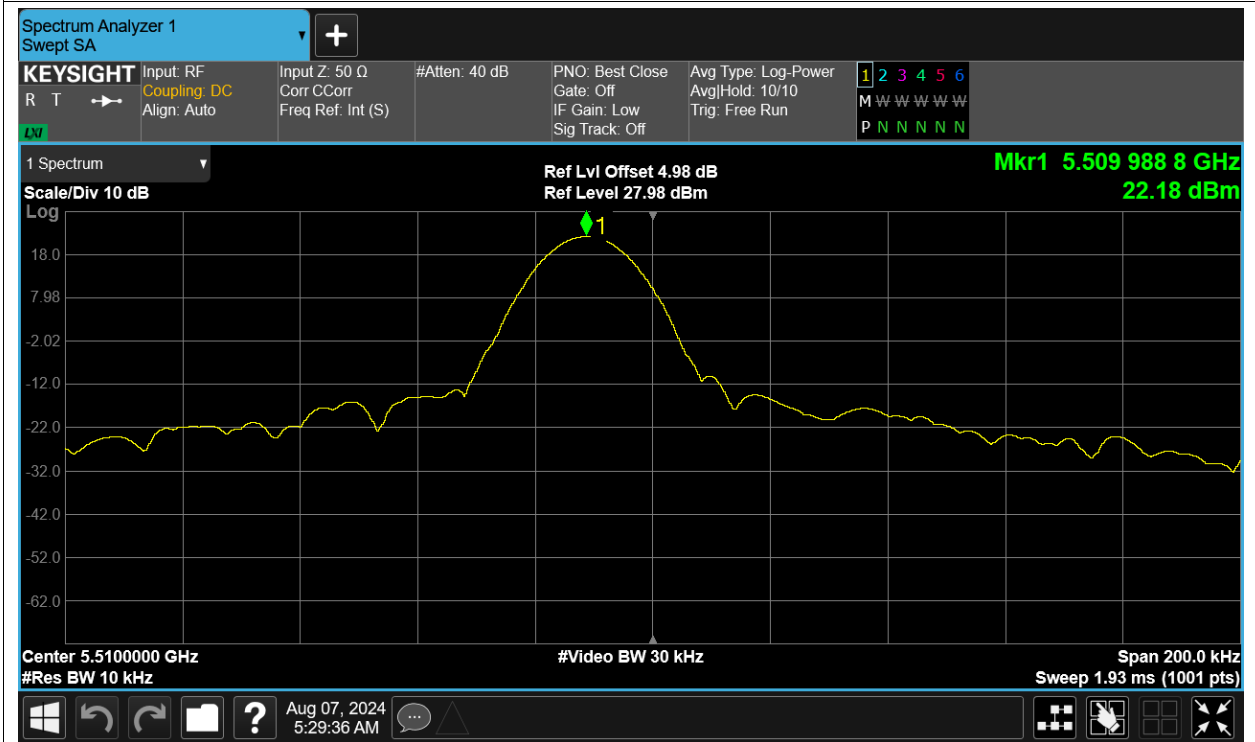 Spectrum Analyzer 1
Swept SA
+
KEYSIGHT
R T
LXI
Input: RF
Coupling: DC
Align: Auto
Input Z: 50 Ω
Corr CCorr
Freq Ref: Int (S)
#Atten: 40 dB
PNO: Best Close
Gate: Off
IF Gain: Low
Sig Track: Off
Avg Type: Log-Power
Avg|Hold: 10/10
Trig: Free Run
1 2 3 4 5 6
M W W W W W
P N N N N N
1 Spectrum
Scale/Div 10 dB
Log
Ref Lvl Offset 4.98 dB
Ref Level 27.98 dBm
Mkr1 5.509 988 8 GHz
22.18 dBm
1
18.0
7.98
-2.02
-12.0
-22.0
-32.0
-42.0
-52.0
-62.0
Center 5.5100000 GHz
#Video BW 30 kHz
Span 200.0 kHz
#Res BW 10 kHz
Sweep 1.93 ms (1001 pts)
?
Aug 07, 2024
5:29:36 AM